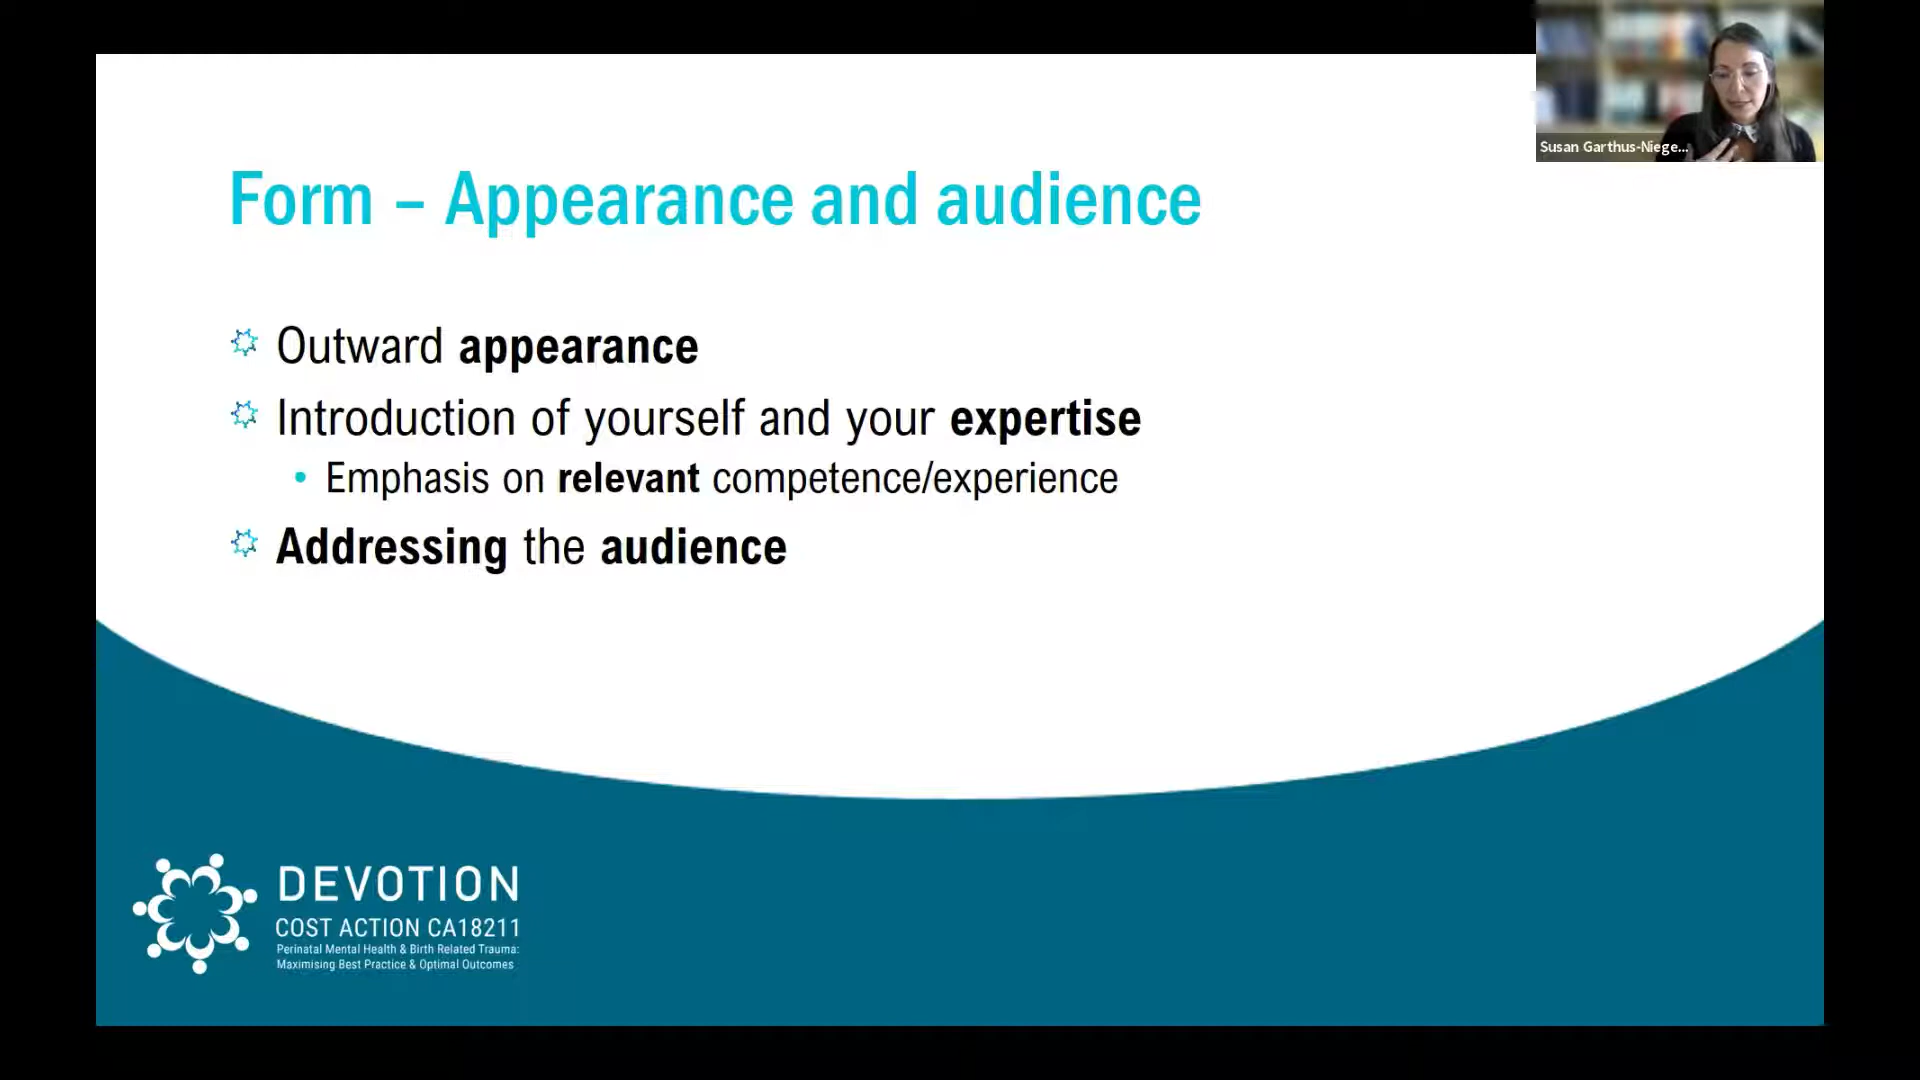 Susan Garthus-Niege...
Form – Appearance and audience
Outward appearance
Introduction of yourself and your expertise
• Emphasis on relevant competence/experience
Addressing the audience
DEVOTION
COST ACTION CA18211
Perinatal Mental Health & Birth Related Trauma:
Maximising Best Practice & Optimal Outcomes